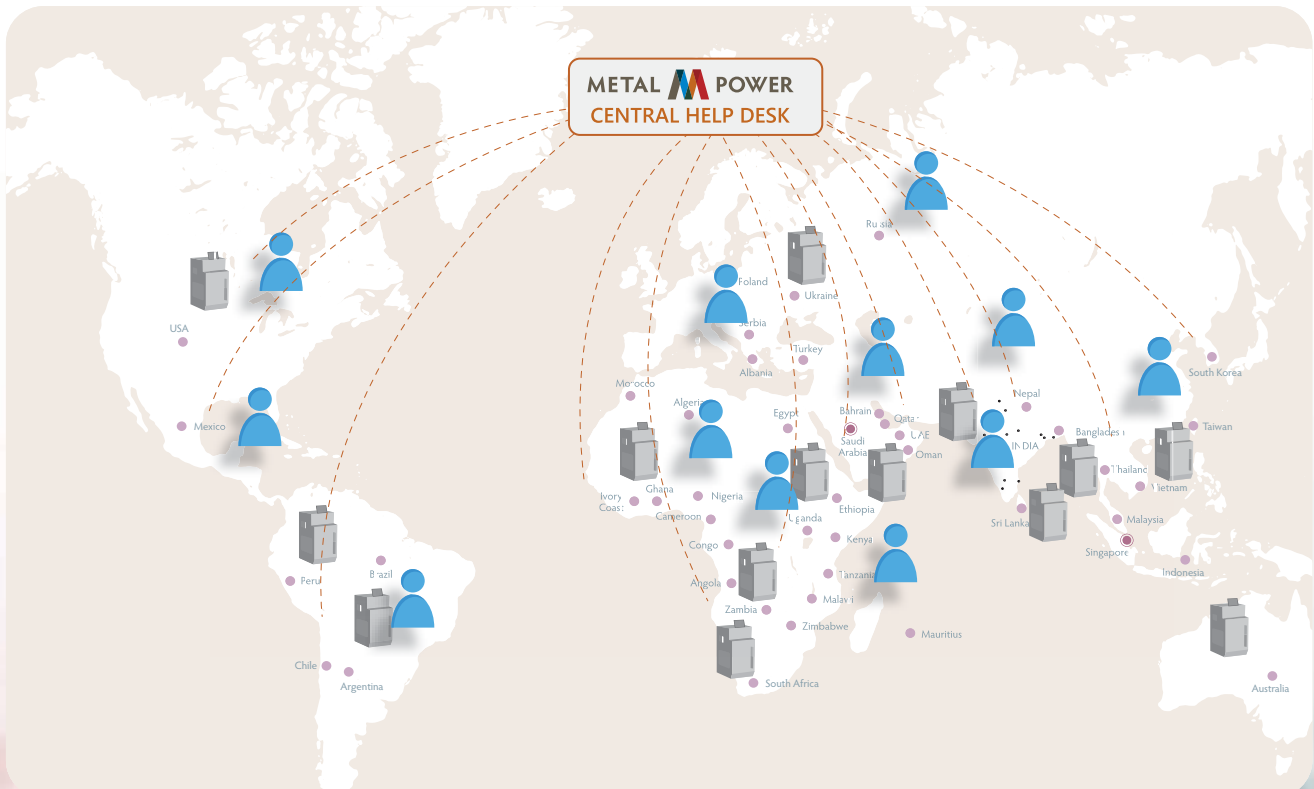 METAL POWER
CENTRAL HELP DESK
Russia
Poland
Ukraine
USA
Serbia
Turkey
Albania
South Korea
Morocco
Algeria
Egypt
Bahrain
Qatar
Nepal
Mexico
Saudi
Arabia
UAE
Oman
INDIA
Bangladesh
Taiwan
Thailand
Vietnam
Ivory
Coast
Ghana
Nigeria
Cameroon
Ethiopia
Uganda
Sri Lanka
Malaysia
Congo
Kenya
Singapore
Indonesia
Peru
Brazil
Angola
Tanzania
Zambia
Malawi
Zimbabwe
Mauritius
Chile
Argentina
South Africa
Australia